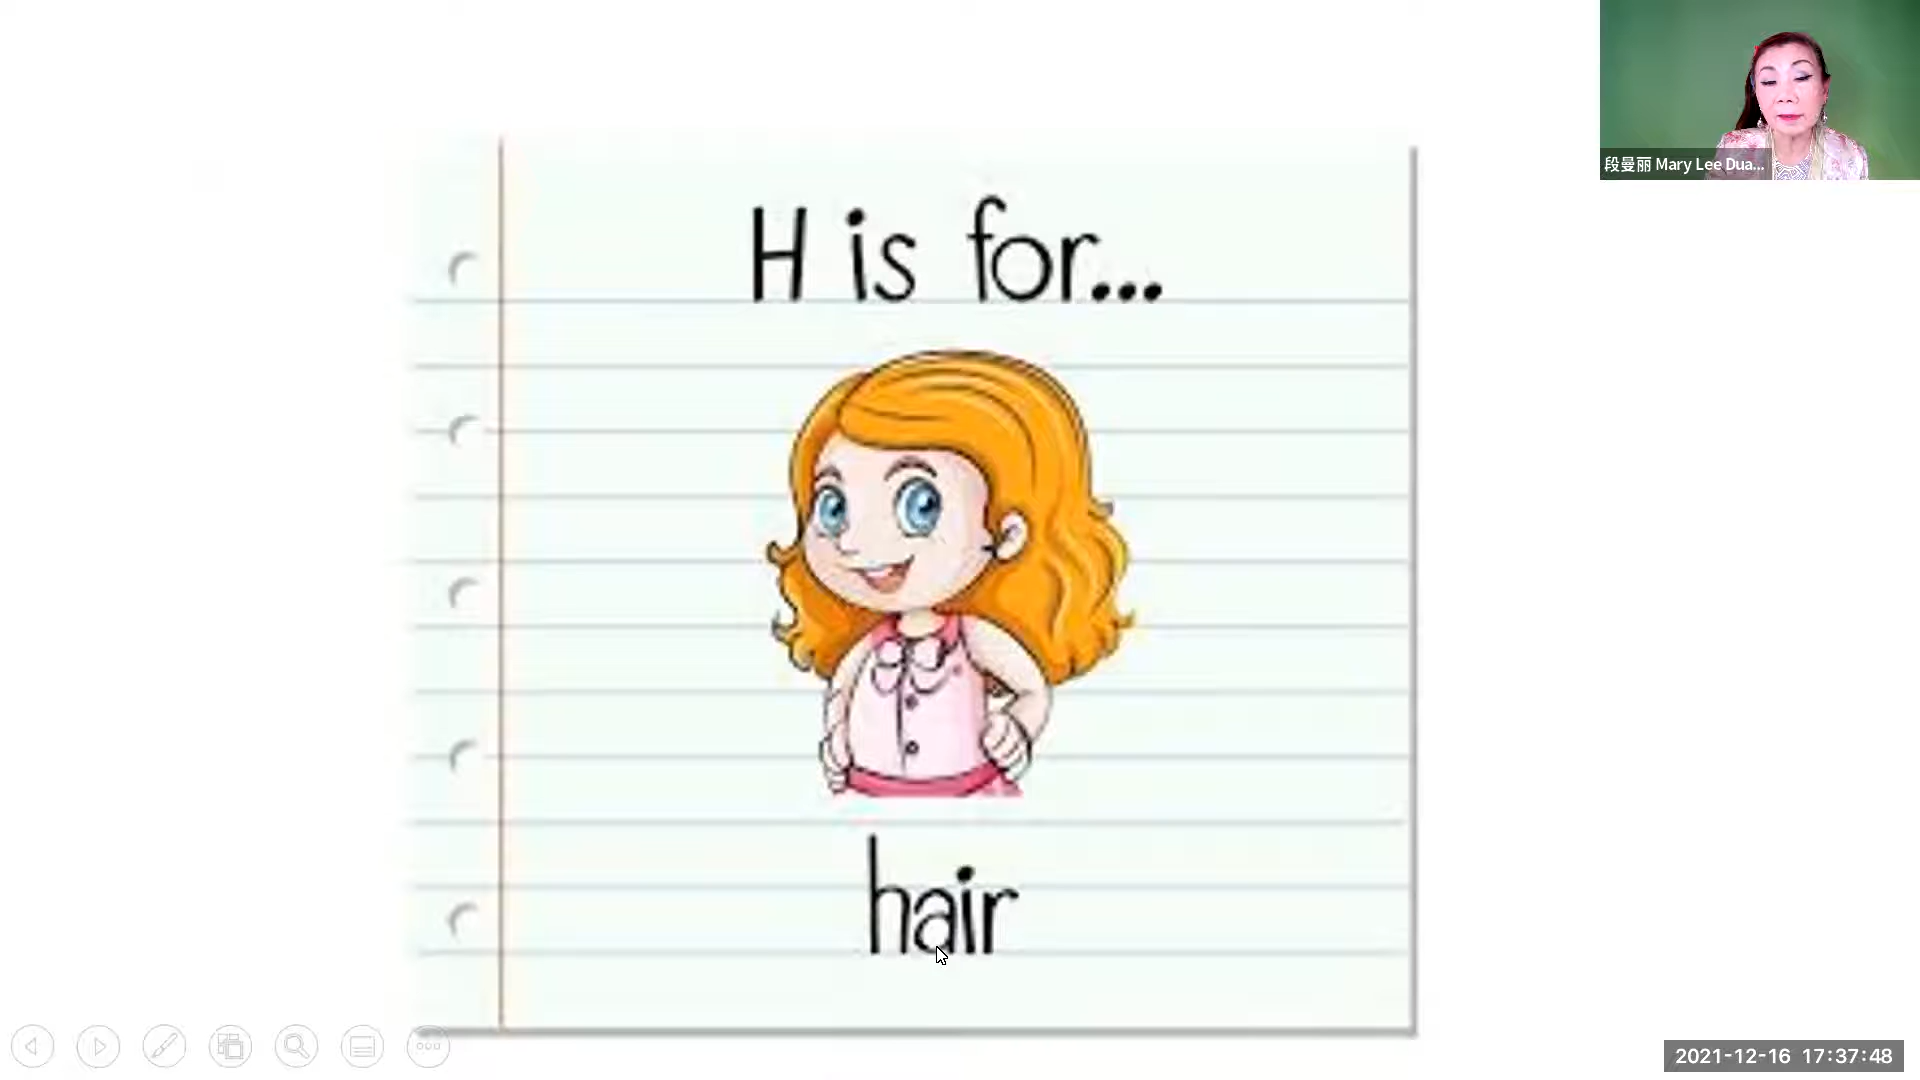 段曼丽 Mary Lee Dua...
H is for...
hair
2021-12-16 17:37:48